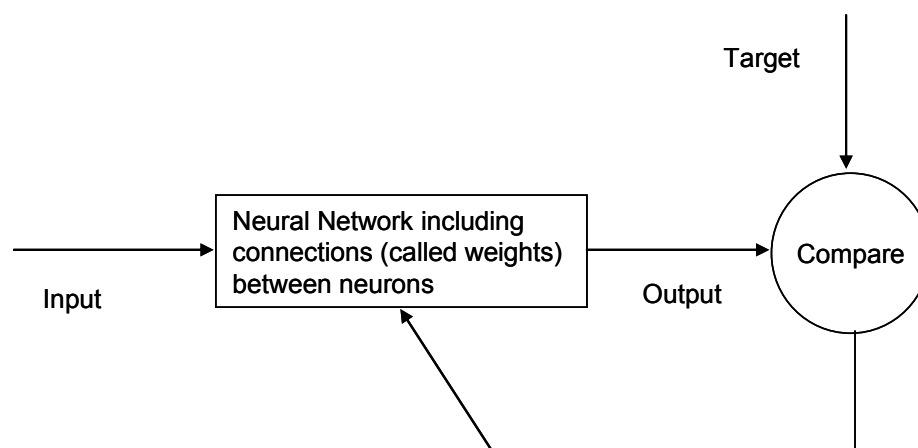 Target
Neural Network including
connections (called weights)
between neurons
Compare
Input
Output